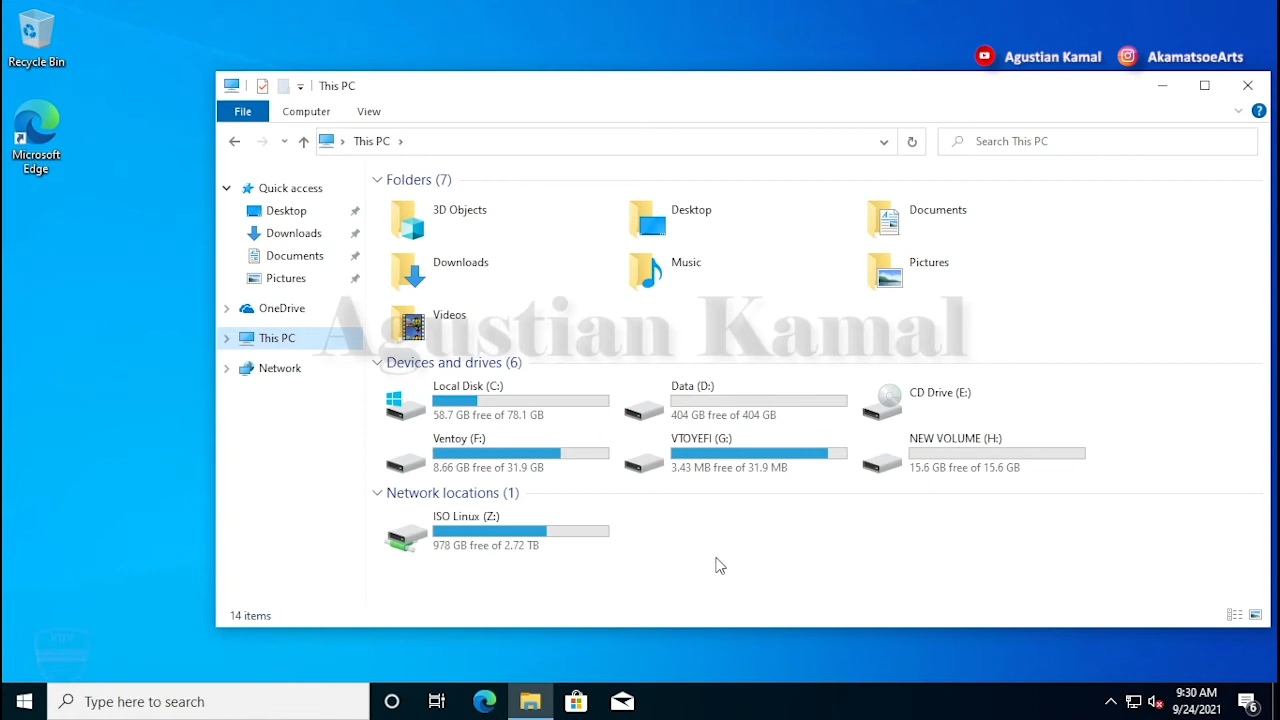 Recycle Bin
Microsoft
Edge
Agustian Kamal
AkamatsoeArts
This PC
File
Computer
View
This PC
Search This PC
Quick access
Desktop
Downloads
Documents
Pictures
OneDrive
This PC
Network
Folders (7)
3D Objects
Desktop
Documents
Downloads
Music
Pictures
Videos
Agustian Kamal
Devices and drives (6)
Local Disk (C:)
58.7 GB free of 78.1 GB
Data (D:)
404 GB free of 404 GB
CD Drive (E:)
Ventoy (F:)
8.66 GB free of 31.9 GB
VTOYEFI (G:)
3.43 MB free of 31.9 MB
NEW VOLUME (H:)
15.6 GB free of 15.6 GB
Network locations (1)
ISO Linux (Z:)
978 GB free of 2.72 TB
14 items
Type here to search
9:30 AM
9/24/2021
6